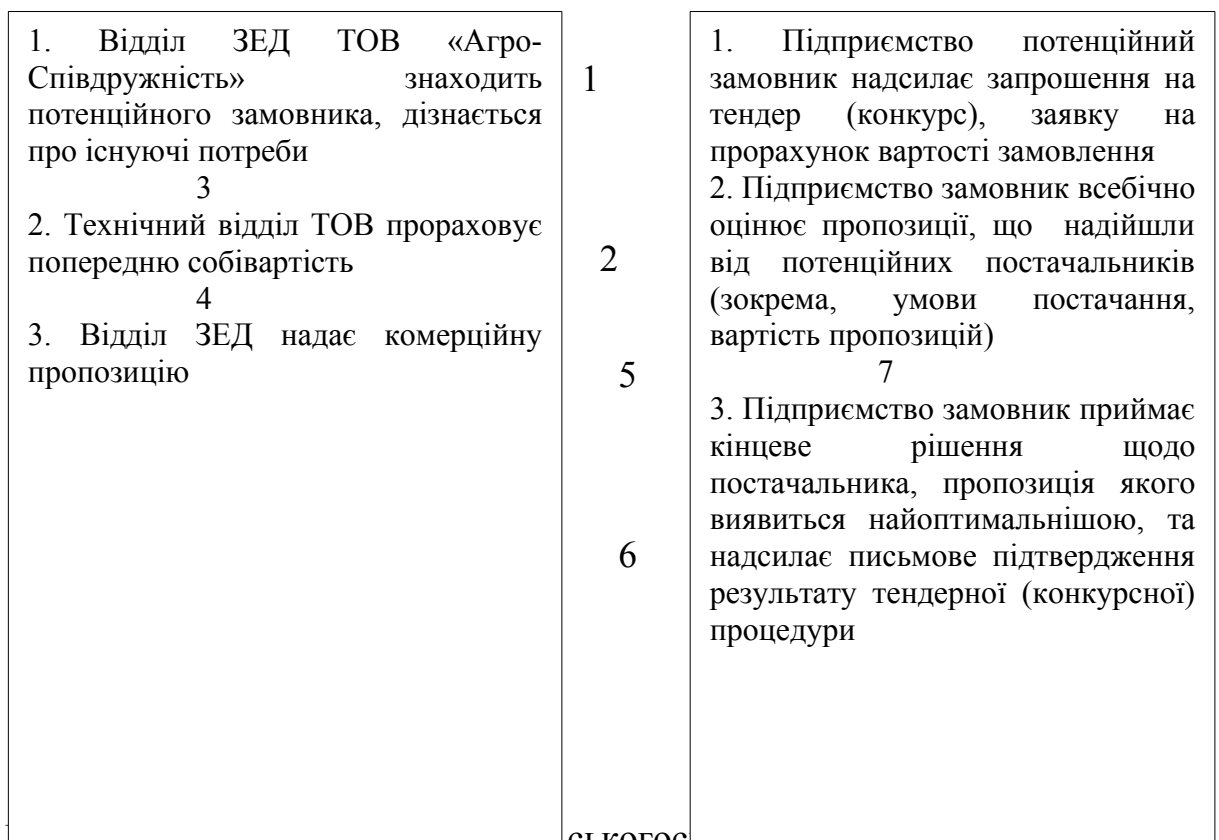 1. Відділ ЗЕД ТОВ «Агро-
Співдружність» знаходить
потенційного замовника, дізнається
про існуючі потреби
3
2. Технічний відділ ТОВ прораховує
попередню собівартість
4
3. Відділ ЗЕД надає комерційну
пропозицію
1
2
5
6
1. Підприємство потенційний
замовник надсилає запрошення на
тендер (конкурс), заявку на
прорахунок вартості замовлення
2. Підприємство замовник всебічно
оцінює пропозиції, що надійшли
від потенційних постачальників
(зокрема, умови постачання,
вартість пропозицій)
7
3. Підприємство замовник приймає
кінцеве рішення щодо
постачальника, пропозиція якого
виявиться найоптимальнішою, та
надсилає письмове підтвердження
результату тендерної (конкурсної)
процедури